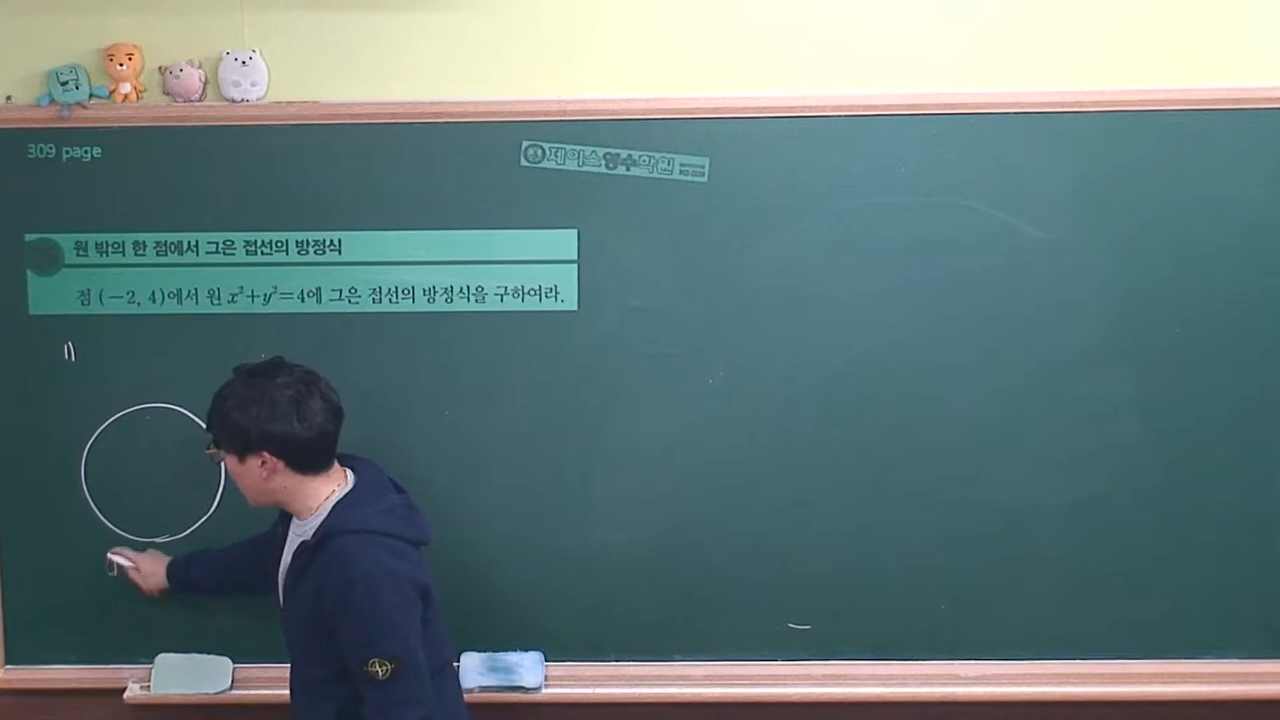 309 page
제이스영수학원
원 밖의 한 점에서 그은 접선의 방정식
점 (-2, 4)에서 원 x²+y²=4에 그은 접선의 방정식을 구하여라.
1)